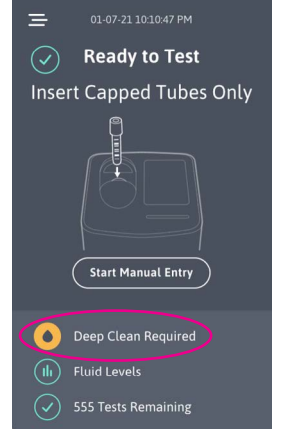 01-07-21 10:10:47 PM
Ready to Test
Insert Capped Tubes Only
Start Manual Entry
Deep Clean Required
Fluid Levels
555 Tests Remaining